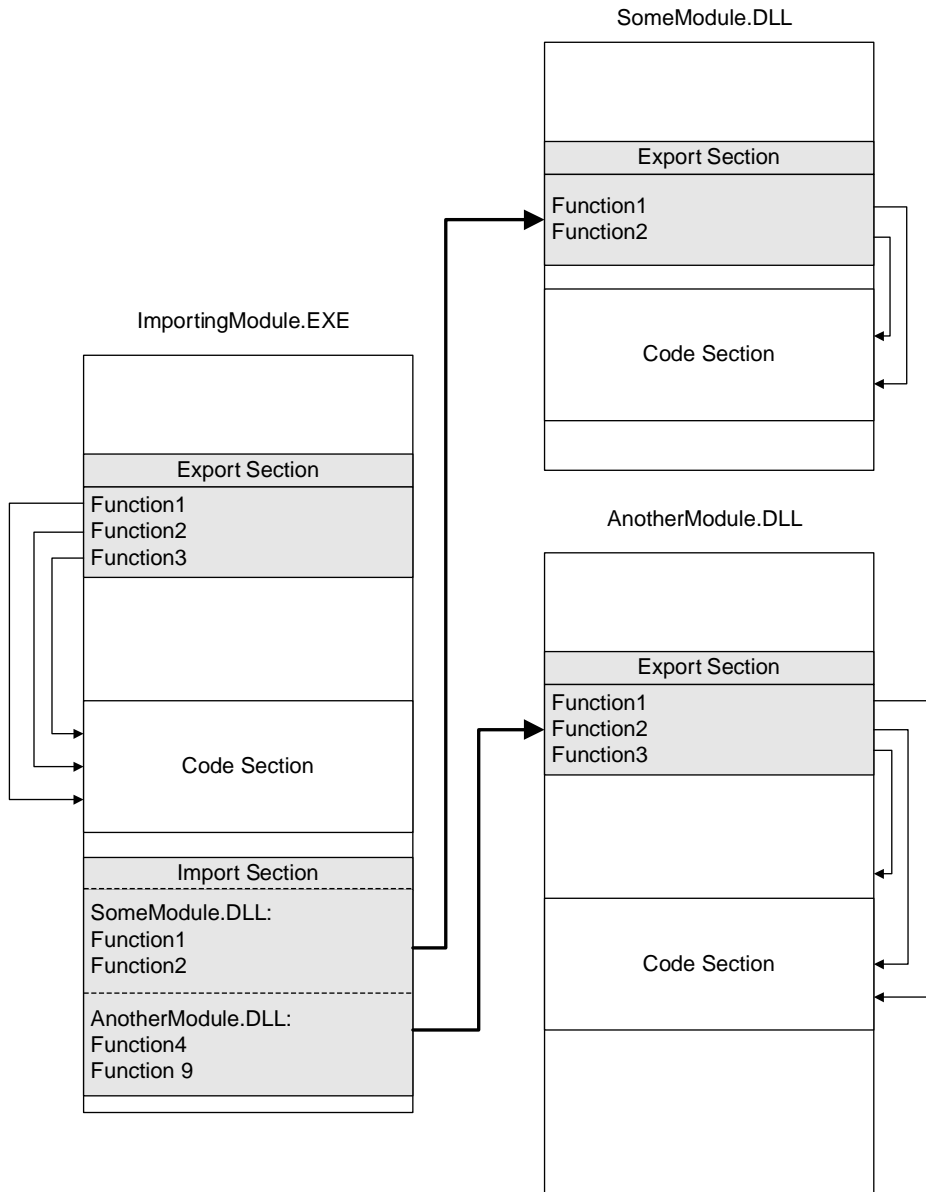 SomeModule.DLL
Export Section
Function1
Function2
Code Section
ImportingModule.EXE
Export Section
Function1
Function2
Function3
Code Section
Import Section
SomeModule.DLL:
Function1
Function2
AnotherModule.DLL:
Function4
Function 9
AnotherModule.DLL
Export Section
Function1
Function2
Function3
Code Section